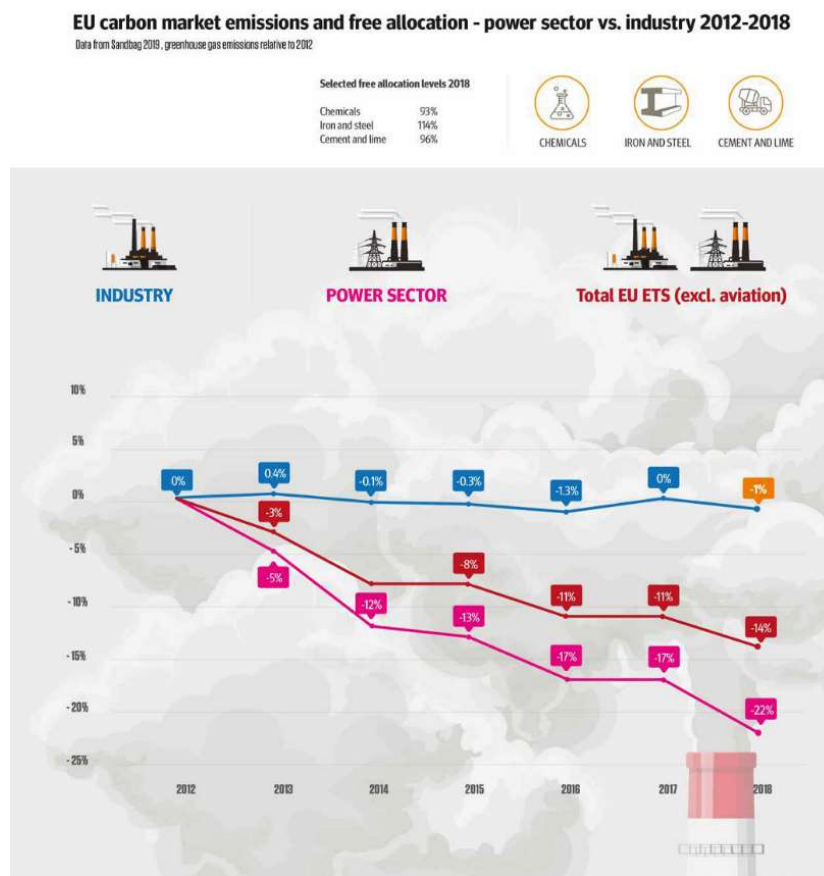 EU carbon market emissions and free allocation - power sector vs. industry 2012-2018
Data from Sandbag 2019 , greenhouse gas emissions relative to 2012
Selected free allocation levels 2018
Chemicals 93%
Iron and steel 114%
Cement and lime 96%
CHEMICALS
IRON AND STEEL
CEMENT AND LIME
INDUSTRY
POWER SECTOR
Total EU ETS (excl. aviation)
10%
5%
0%
- 5%
- 10%
- 15%
- 20%
- 25%
0%
0.4%
-0.1%
-0.3%
-1.3%
0%
-1%
-3%
-8%
-11%
-11%
-14%
-5%
-12%
-13%
-17%
-17%
-22%
2012
2013
2014
2015
2016
2017
2018